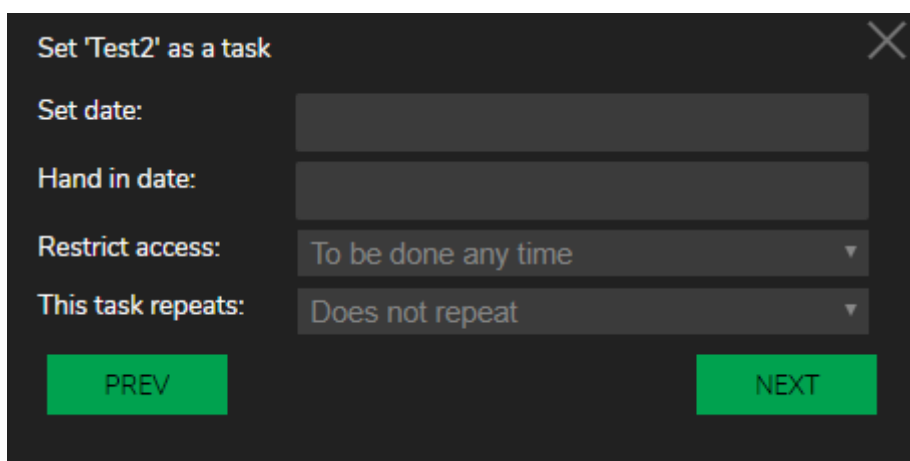 Set 'Test2' as a task
Set date:
Hand in date:
Restrict access: To be done any time
This task repeats: Does not repeat
PREV NEXT